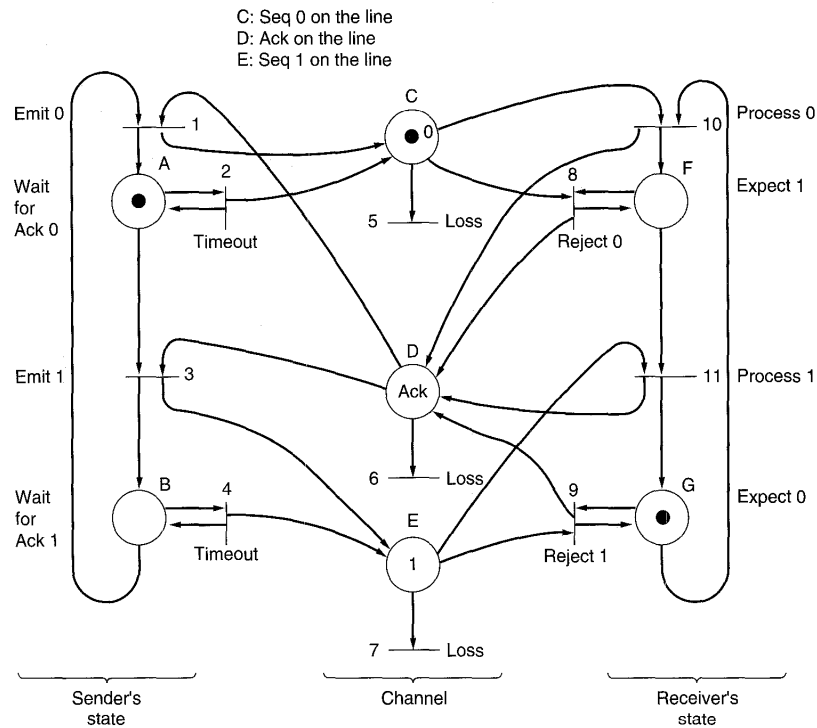 C: Seq 0 on the line
D: Ack on the line
E: Seq 1 on the line
C
Emit 0
1
0
10
Process 0
A
2
8
F
Wait
for
Ack 0
Expect 1
5
Loss
Timeout
Reject 0
D
Emit 1
3
Ack
11
Process 1
6
Loss
B
4
9
G
Wait
for
Ack 1
E
Expect 0
Timeout
1
Reject 1
7
Loss
Sender's
state
Channel
Receiver's
state